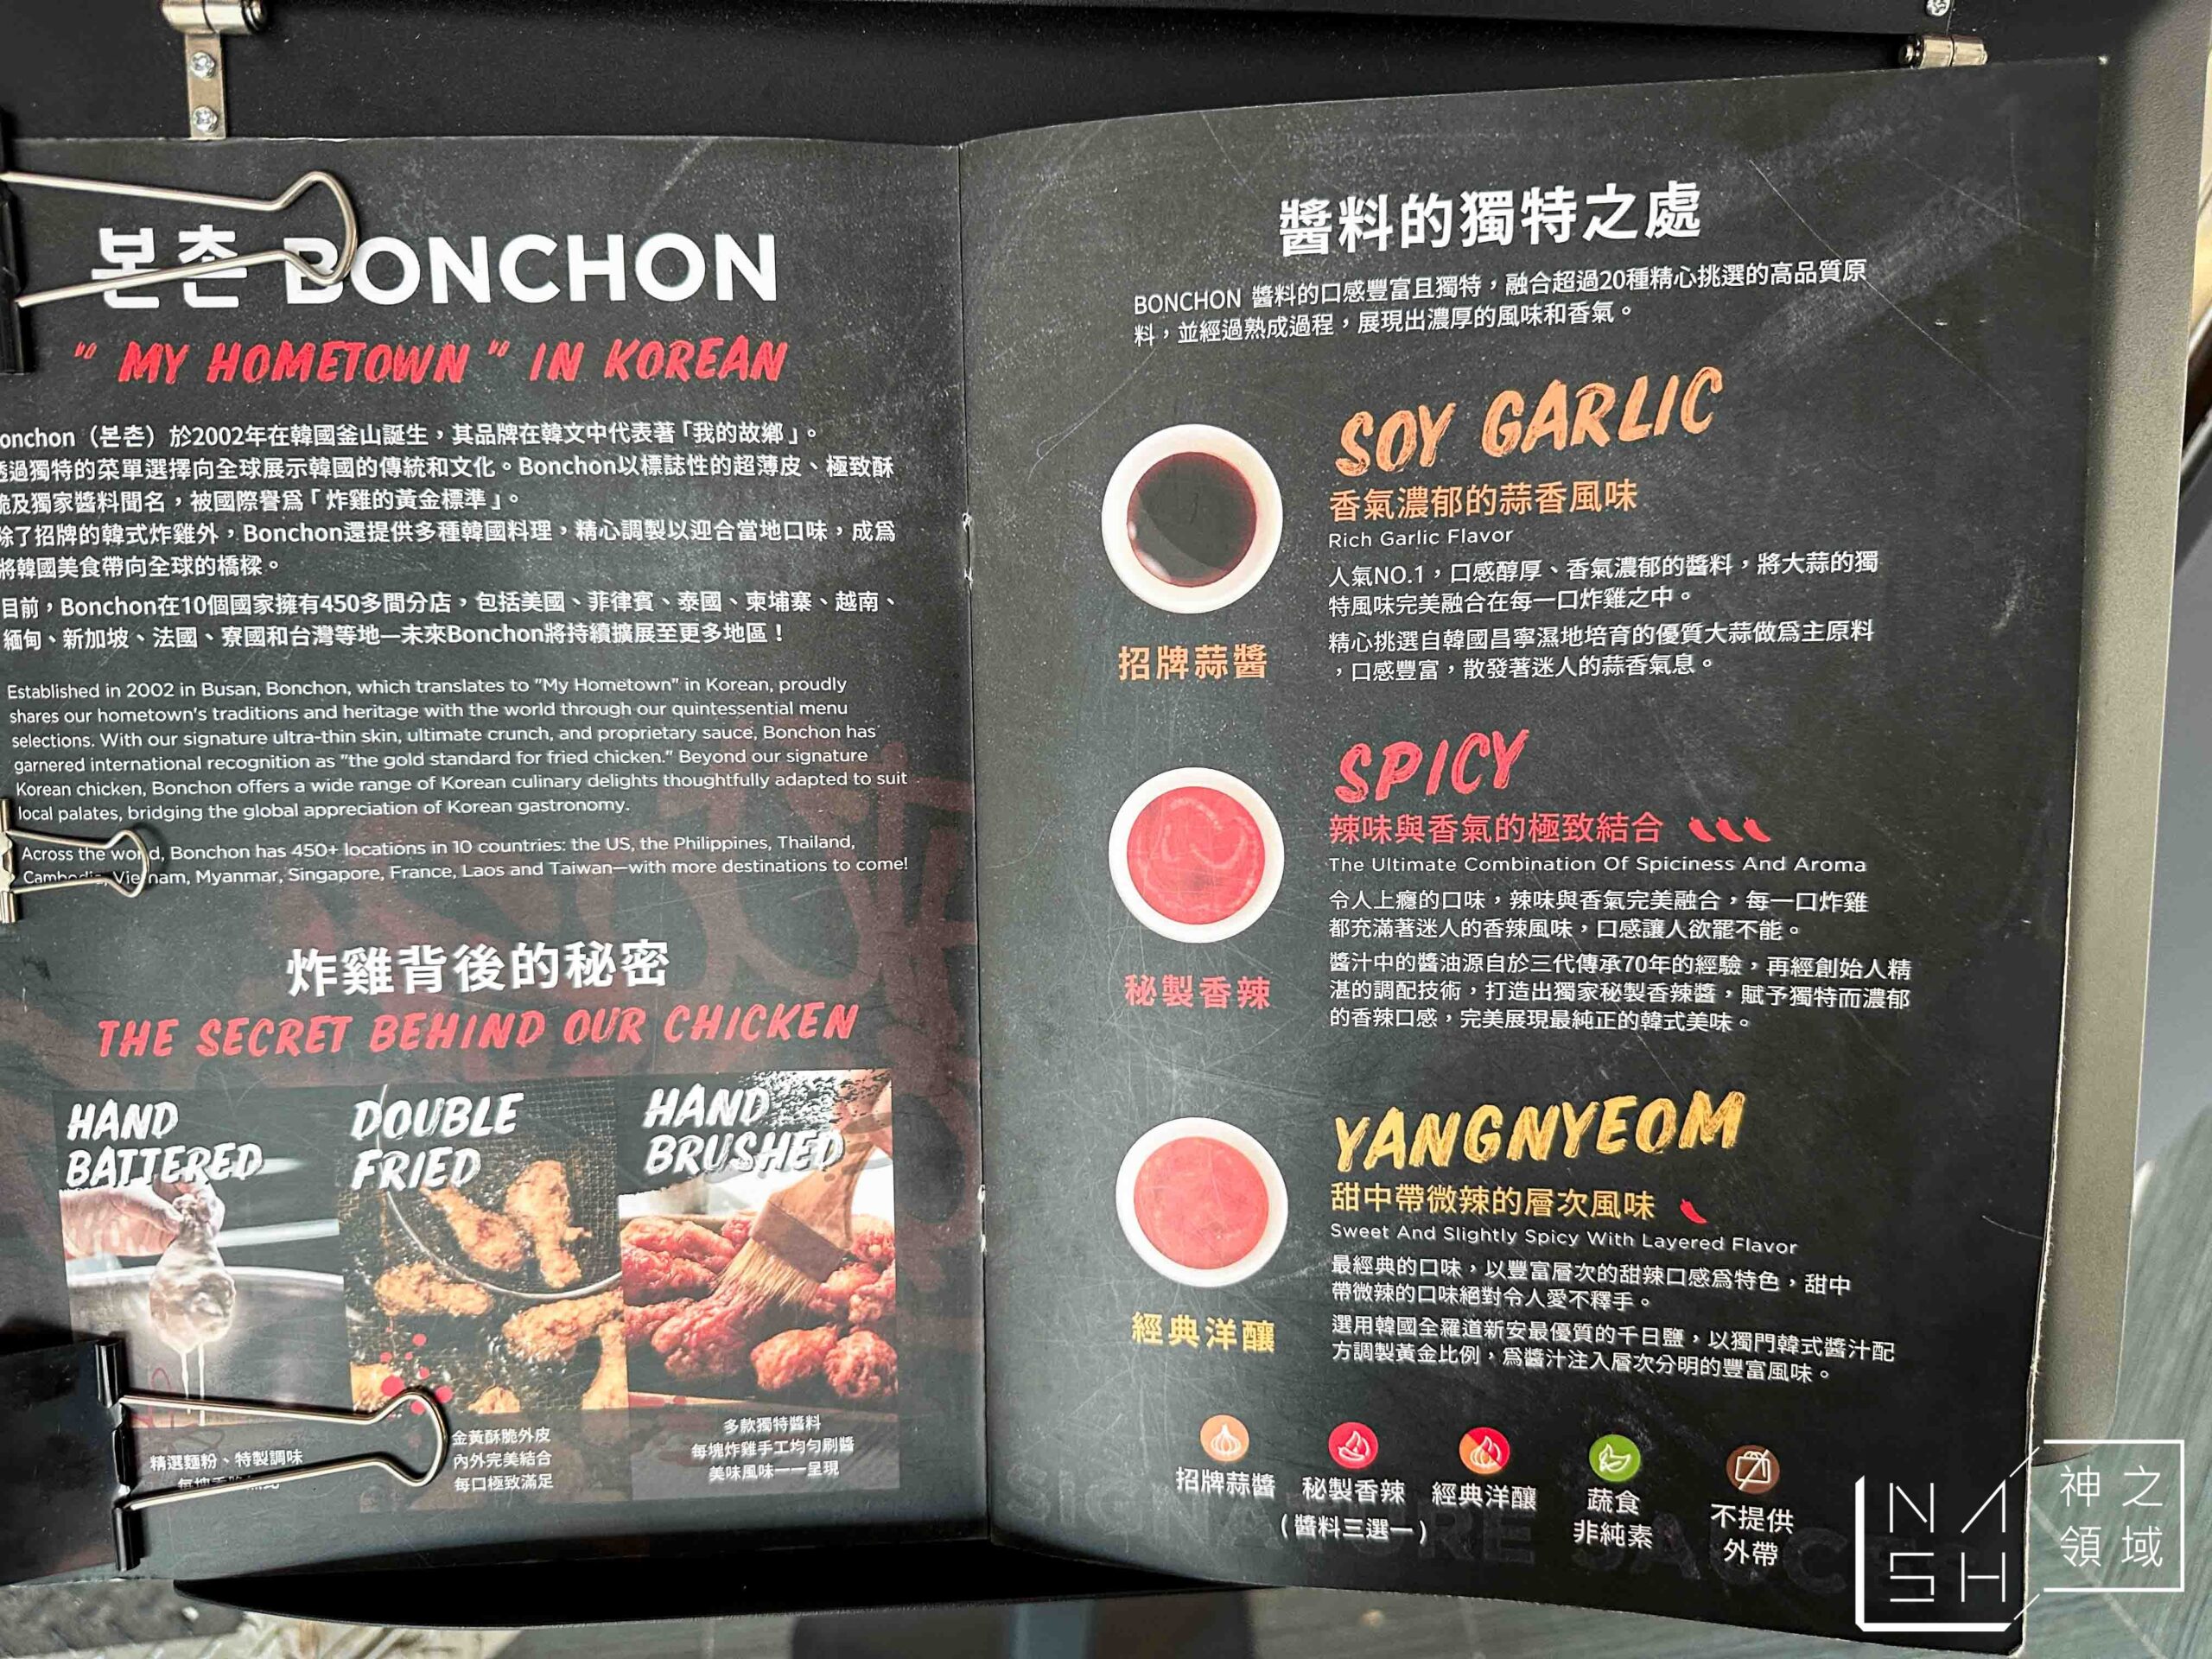 본촌 BONCHON
" MY HOMETOWN " IN KOREAN
onchon（본촌）於2002年在韓國釜山誕生，其品牌在韓文中代表著「我的故鄉」。
透過獨特的菜單選擇向全球展示韓國的傳統和文化。Bonchon以標誌性的超薄皮、極致酥
脆及獨家醬料聞名，被國際譽爲「炸雞的黃金標準」。
除了招牌的韓式炸雞外，Bonchon還提供多種韓國料理，精心調製以迎合當地口味，成爲
將韓國美食帶向全球的橋樑。
目前，Bonchon在10個國家擁有450多間分店，包括美國、菲律賓、泰國、柬埔寨、越南、
緬甸、新加坡、法國、寮國和台灣等地—未來Bonchon將持續擴展至更多地區！
Established in 2002 in Busan, Bonchon, which translates to "My Hometown" in Korean, proudly
shares our hometown's traditions and heritage with the world through our quintessential menu
selections. With our signature ultra-thin skin, ultimate crunch, and proprietary sauce, Bonchon has
garnered international recognition as "the gold standard for fried chicken." Beyond our signature
Korean chicken, Bonchon offers a wide range of Korean culinary delights thoughtfully adapted to suit
local palates, bridging the global appreciation of Korean gastronomy.
Across the world, Bonchon has 450+ locations in 10 countries: the US, the Philippines, Thailand,
Cambodia, Vietnam, Myanmar, Singapore, France, Laos and Taiwan—with more destinations to come!
炸雞背後的秘密
THE SECRET BEHIND OUR CHICKEN
HAND
BATTERED
精選麵粉、特製調味
DOUBLE
FRIED
金黃酥脆外皮
內外完美結合
每口極致滿足
HAND
BRUSHED
多款獨特醬料
每塊炸雞手工均勻刷醬
美味風味一一呈現
醬料的獨特之處
BONCHON 醬料的口感豐富且獨特，融合超過20種精心挑選的高品質原
料，並經過熟成過程，展現出濃厚的風味和香氣。
SOY GARLIC
香氣濃郁的蒜香風味
Rich Garlic Flavor
人氣NO.1，口感醇厚、香氣濃郁的醬料，將大蒜的獨
特風味完美融合在每一口炸雞之中。
精心挑選自韓國昌寧濕地培育的優質大蒜做爲主原料
，口感豐富，散發著迷人的蒜香氣息。
招牌蒜醬
SPICY
辣味與香氣的極致結合
The Ultimate Combination Of Spiciness And Aroma
令人上癮的口味，辣味與香氣完美融合，每一口炸雞
都充滿著迷人的香辣風味，口感讓人欲罷不能。
醬汁中的醬油源自於三代傳承70年的經驗，再經創始人精
湛的調配技術，打造出獨家秘製香辣醬，賦予獨特而濃郁
的香辣口感，完美展現最純正的韓式美味。
秘製香辣
YANGNYEOM
甜中帶微辣的層次風味
Sweet And Slightly Spicy With Layered Flavor
最經典的口味，以豐富層次的甜辣口感爲特色，甜中
帶微辣的口味絕對令人愛不釋手。
選用韓國全羅道新安最優質的千日鹽，以獨門韓式醬汁配
方調製黃金比例，爲醬汁注入層次分明的豐富風味。
經典洋釀
招牌蒜醬 秘製香辣 經典洋釀
（醬料三選一）
蔬食
非純素
不提供
外帶
SIGNATURE SAUCE
NASH
神之
領域